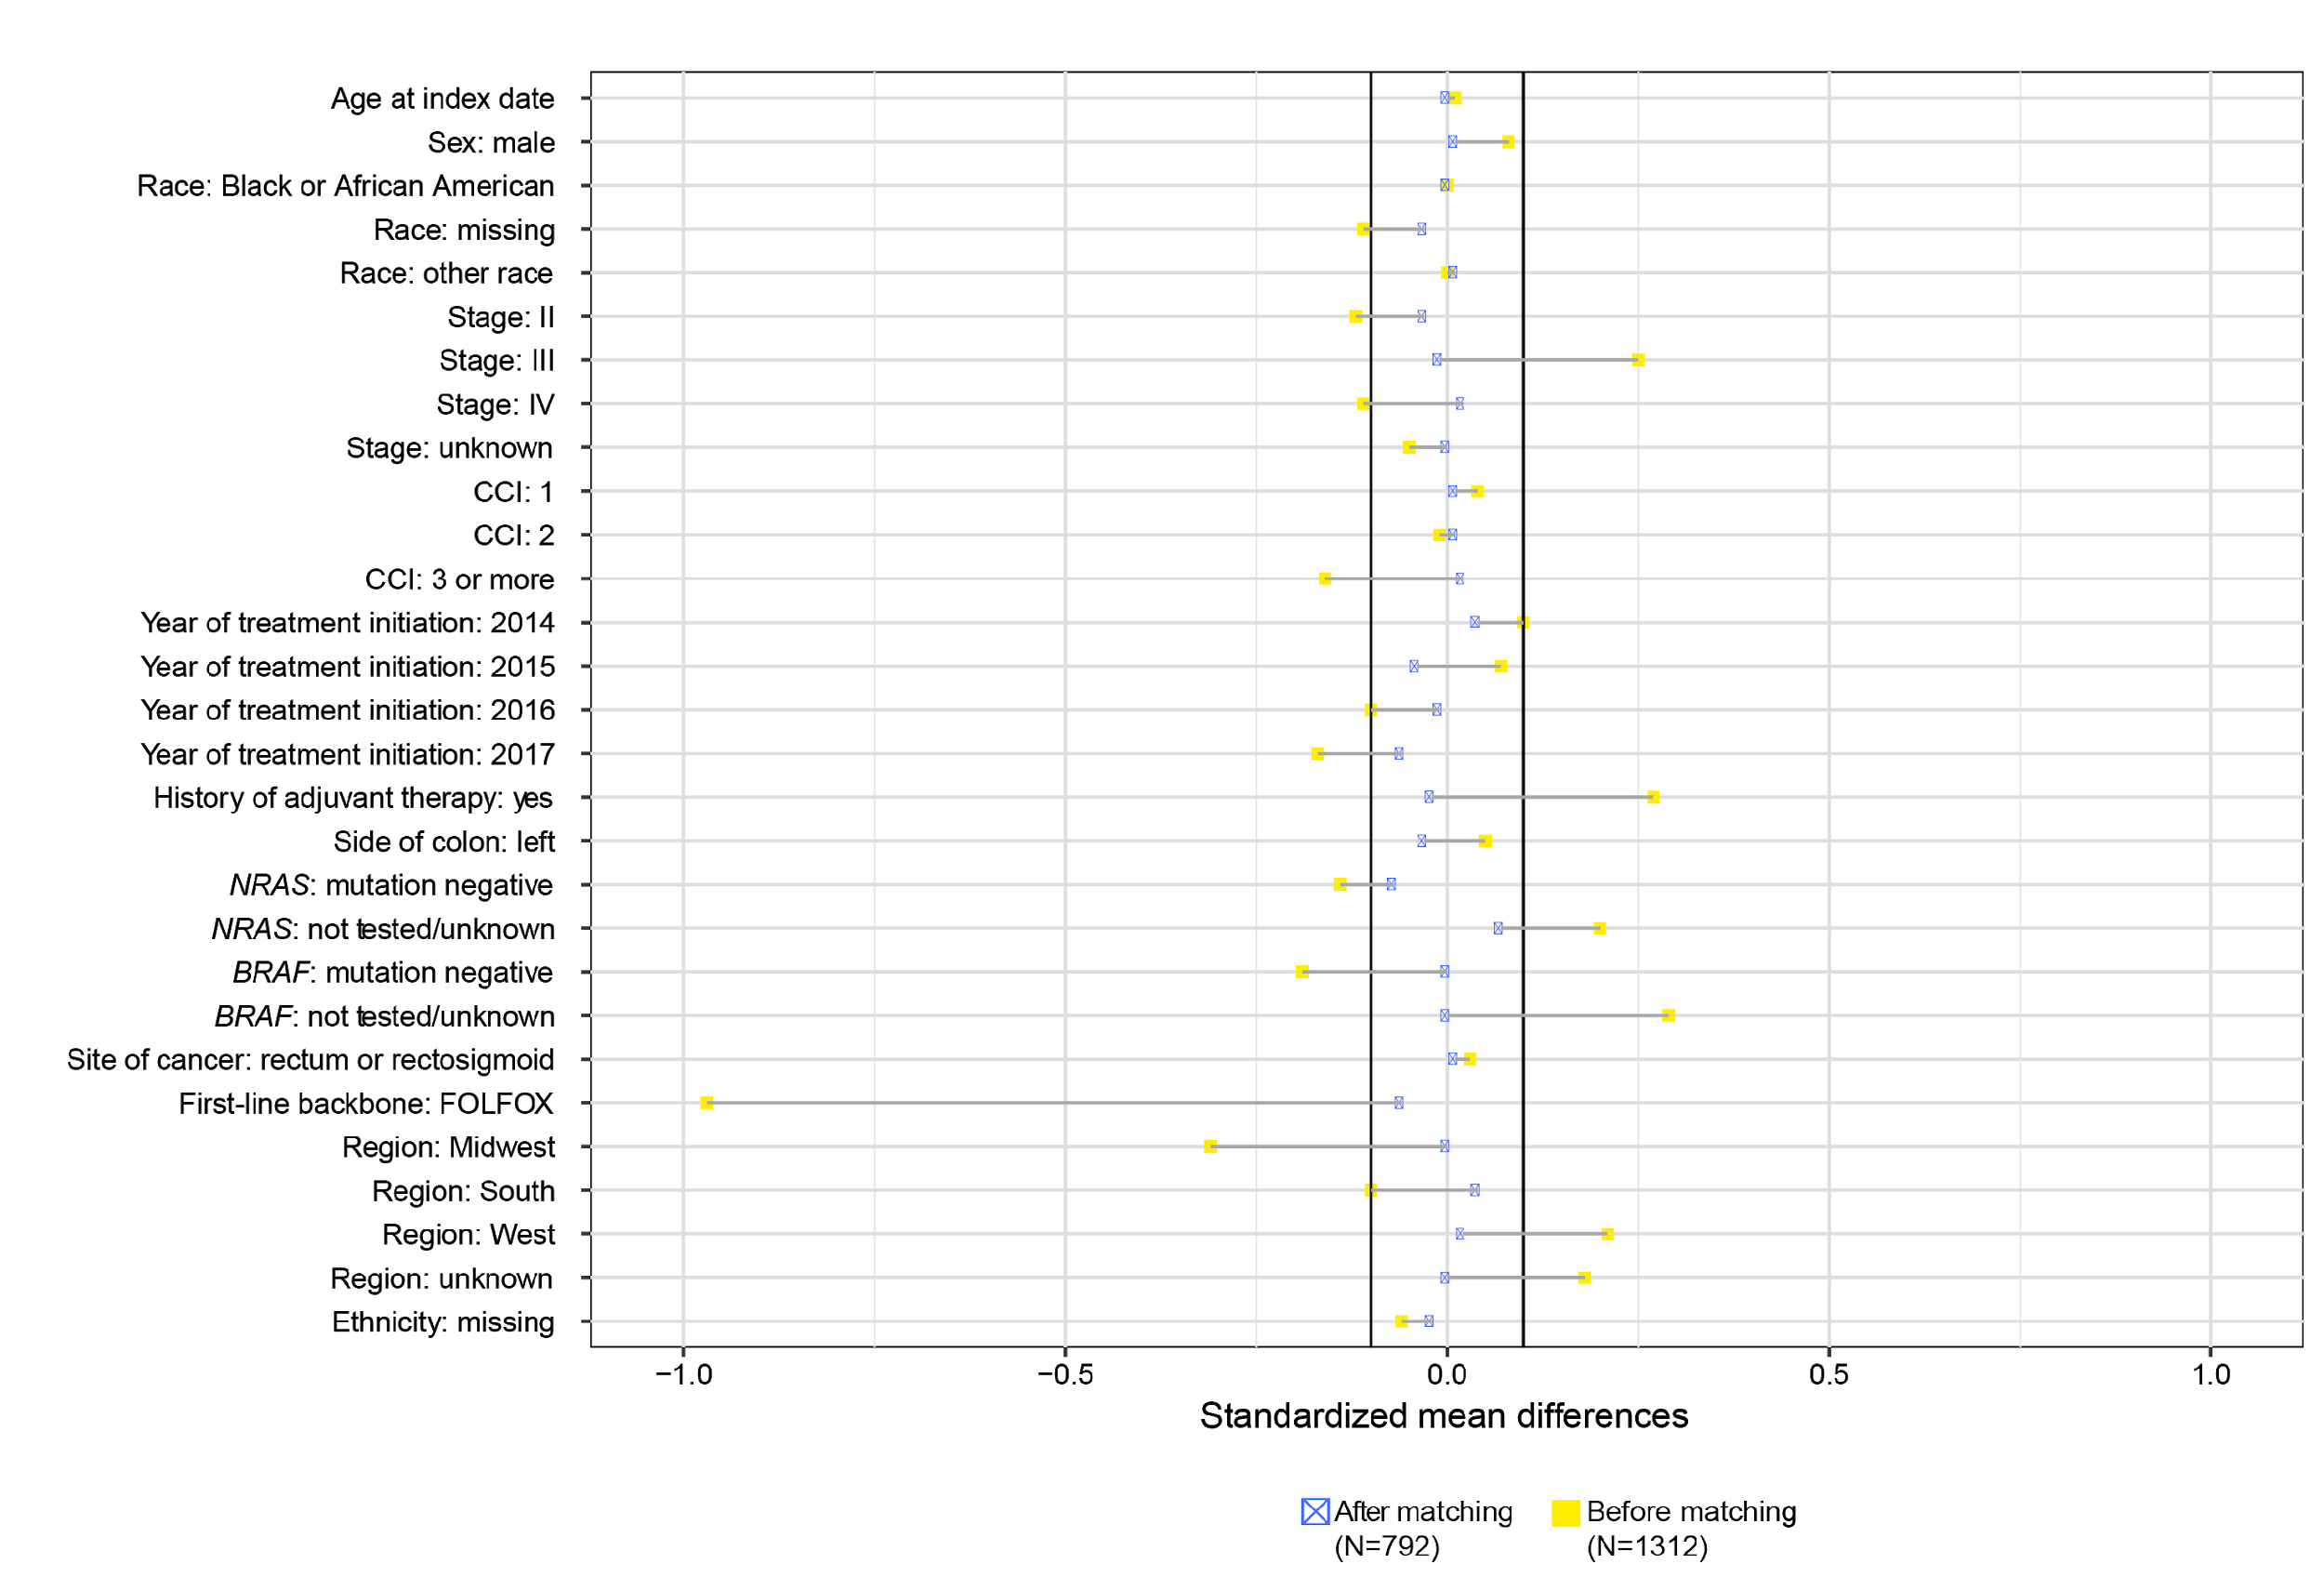 Age at index date
Sex: male
Race: Black or African American
Race: missing
Race: other race
Stage: II
Stage: III
Stage: IV
Stage: unknown
CCI: 1
CCI: 2
CCI: 3 or more
Year of treatment initiation: 2014
Year of treatment initiation: 2015
Year of treatment initiation: 2016
Year of treatment initiation: 2017
History of adjuvant therapy: yes
Side of colon: left
NRAS: mutation negative
NRAS: not tested/unknown
BRAF: mutation negative
BRAF: not tested/unknown
Site of cancer: rectum or rectosigmoid
First-line backbone: FOLFOX
Region: Midwest
Region: South
Region: West
Region: unknown
Ethnicity: missing
−1.0 −0.5 0.0 0.5 1.0
Standardized mean differences
After matching Before matching
(N=792) (N=1312)